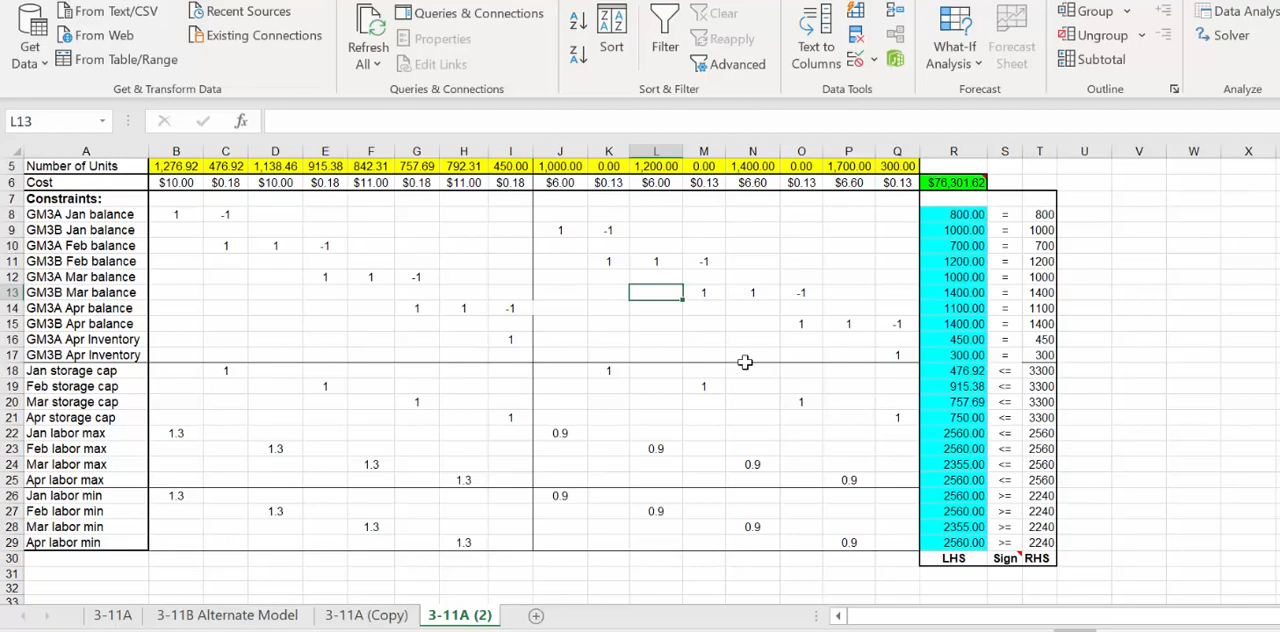 From Text/CSV Recent Sources Queries & Connections Clear Group Data Analys
From Web Existing Connections Properties Reapply Ungroup Solver
From Table/Range Edit Links Advanced Subtotal
Get Data Refresh All Sort Filter Text to Columns What-If Analysis Forecast Sheet
Get & Transform Data Queries & Connections Sort & Filter Data Tools Forecast Outline Analyze
L13 fx
A B C D E F G H I J K L M N O P Q R S T U V W X
5 Number of Units 1,276.92 476.92 1,138.46 915.38 842.31 757.69 792.31 450.00 1,000.00 0.00 1,200.00 0.00 1,400.00 0.00 1,700.00 300.00
6 Cost $10.00 $0.18 $10.00 $0.18 $11.00 $0.18 $11.00 $0.18 $6.00 $0.13 $6.00 $0.13 $6.60 $0.13 $6.60 $0.13 $76,301.62
7 Constraints:
8 GM3A Jan balance 1 -1 800.00 = 800
9 GM3B Jan balance 1 -1 1000.00 = 1000
10 GM3A Feb balance 1 1 -1 700.00 = 700
11 GM3B Feb balance 1 1 -1 1200.00 = 1200
12 GM3A Mar balance 1 1 -1 1000.00 = 1000
13 GM3B Mar balance 1 1 -1 1400.00 = 1400
14 GM3A Apr balance 1 1 -1 1100.00 = 1100
15 GM3B Apr balance 1 1 -1 1400.00 = 1400
16 GM3A Apr Inventory 1 450.00 = 450
17 GM3B Apr Inventory 1 300.00 = 300
18 Jan storage cap 1 1 476.92 <= 3300
19 Feb storage cap 1 1 915.38 <= 3300
20 Mar storage cap 1 1 757.69 <= 3300
21 Apr storage cap 1 1 750.00 <= 3300
22 Jan labor max 1.3 0.9 2560.00 <= 2560
23 Feb labor max 1.3 0.9 2560.00 <= 2560
24 Mar labor max 1.3 0.9 2355.00 <= 2560
25 Apr labor max 1.3 0.9 2560.00 <= 2560
26 Jan labor min 1.3 0.9 2560.00 >= 2240
27 Feb labor min 1.3 0.9 2560.00 >= 2240
28 Mar labor min 1.3 0.9 2355.00 >= 2240
29 Apr labor min 1.3 0.9 2560.00 >= 2240
30 LHS Sign RHS
31
32
33
3-11A 3-11B Alternate Model 3-11A (Copy) 3-11A (2)